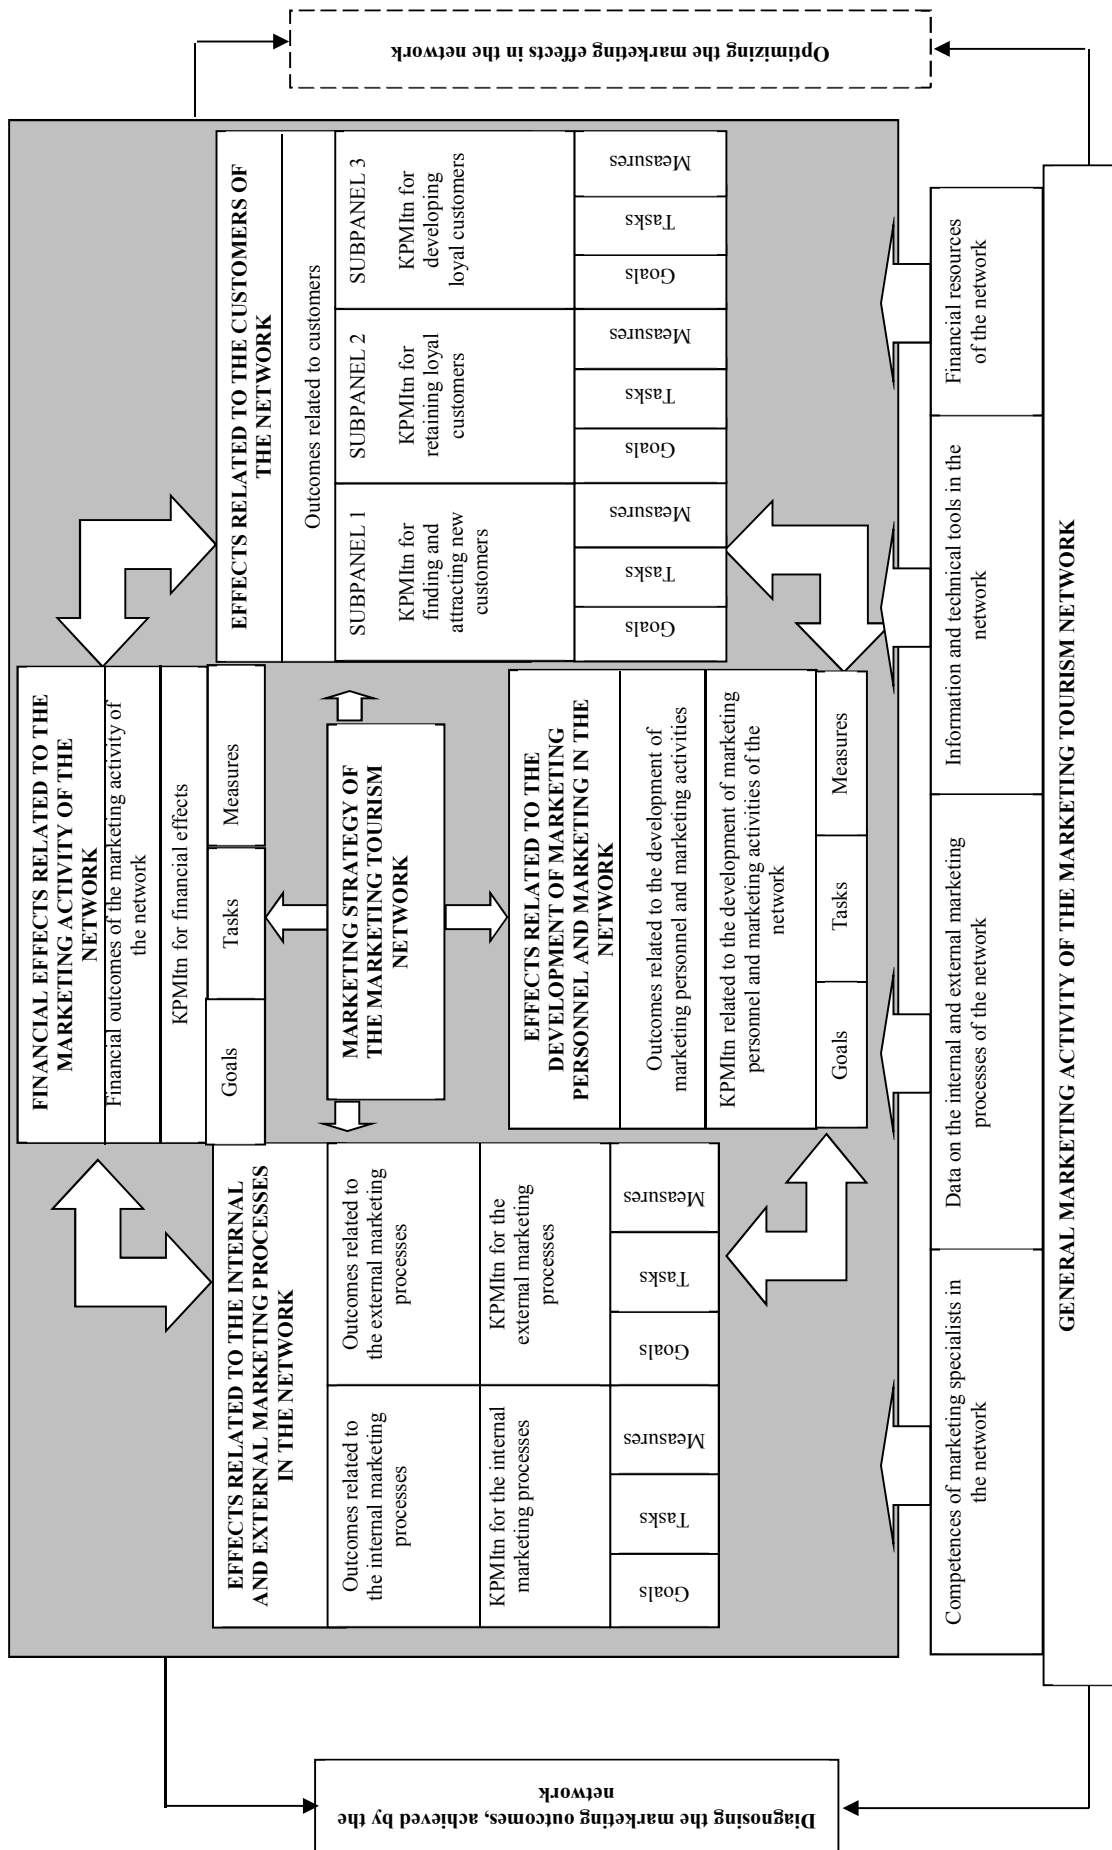 Diagnosing the marketing outcomes, achieved by the
network
FINANCIAL EFFECTS RELATED TO THE
MARKETING ACTIVITY OF THE
NETWORK
Financial outcomes of the marketing activity of
the network
KPMItn for financial effects
Goals
Tasks
Measures
EFFECTS RELATED TO THE INTERNAL
AND EXTERNAL MARKETING PROCESSES
IN THE NETWORK
Outcomes related to
the internal marketing
processes
Outcomes related to
the external marketing
processes
KPMItn for the internal
marketing processes
KPMItn for the
external marketing
processes
Goals
Tasks
Measures
Goals
Tasks
Measures
MARKETING STRATEGY OF
THE MARKETING TOURISM
NETWORK
EFFECTS RELATED TO THE CUSTOMERS OF
THE NETWORK
Outcomes related to customers
SUBPANEL 1
KPMItn for
finding and
attracting new
customers
SUBPANEL 2
KPMItn for
retaining loyal
customers
SUBPANEL 3
KPMItn for
developing
loyal customers
Goals
Tasks
Measures
Goals
Tasks
Measures
Goals
Tasks
Measures
EFFECTS RELATED TO THE
DEVELOPMENT OF MARKETING
PERSONNEL AND MARKETING IN THE
NETWORK
Outcomes related to the development of
marketing personnel and marketing activities
KPMItn related to the development of marketing
personnel and marketing activities of the
network
Goals
Tasks
Measures
Optimizing the marketing effects in the network
Competences of marketing specialists in
the network
Data on the internal and external marketing
processes of the network
Information and technical tools in the
network
Financial resources
of the network
GENERAL MARKETING ACTIVITY OF THE MARKETING TOURISM NETWORK